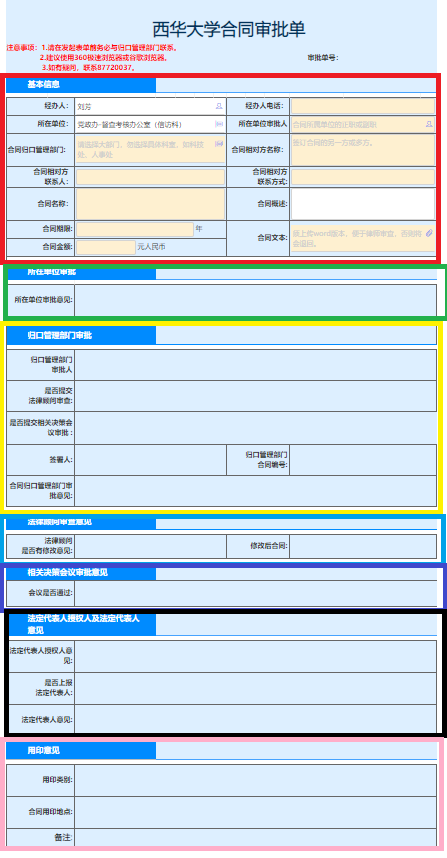 西华大学合同审批单
注意事项：1.请在发起表单前务必与归口管理部门联系。
2.建议使用360极速浏览器或谷歌浏览器。
审批单号：
3.如有疑问，联系87720037。
基本信息
经办人： 刘芳 经办人电话：
所在单位： 党政办-督查考核办公室（信访科） 所在单位审批人 合同所属单位的正职或副职
合同归口管理部门： 请选择大部门，勿选择具体科室，如科技处、人事处 合同相对方名称： 签订合同的另一方或多方。
合同相对方
联系人：
合同相对方
联系方式：
合同名称： 合同概述：
合同期限： 年
合同金额： 元人民币
合同文本： 须上传word版本，便于律师审查，否则将会退回。
所在单位审批
所在单位审批意见：
归口管理部门审批
归口管理部门
审批人
是否提交
法律顾问审查：
是否提交相关决策会
议审批：
签署人： 归口管理部门
合同编号：
合同归口管理部门审
批意见：
法律顾问审查意见
法律顾问
是否有修改意见： 修改后合同：
相关决策会议审批意见
会议是否通过：
法定代表人授权人及法定代表人
意见
法定代表人授权人意
见：
是否上报
法定代表人：
法定代表人意见：
用印意见
用印类别：
合同用印地点：
备注：